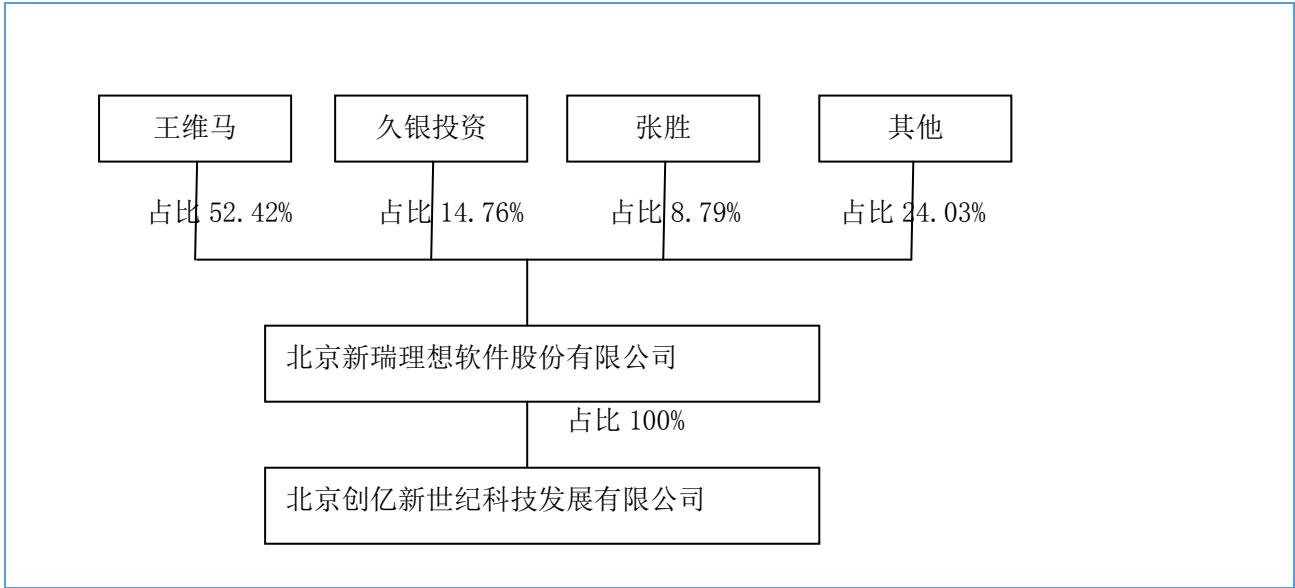 王维马 久银投资 张胜 其他
占比 52.42% 占比 14.76% 占比 8.79% 占比 24.03%
北京新瑞理想软件股份有限公司
占比 100%
北京创亿新世纪科技发展有限公司